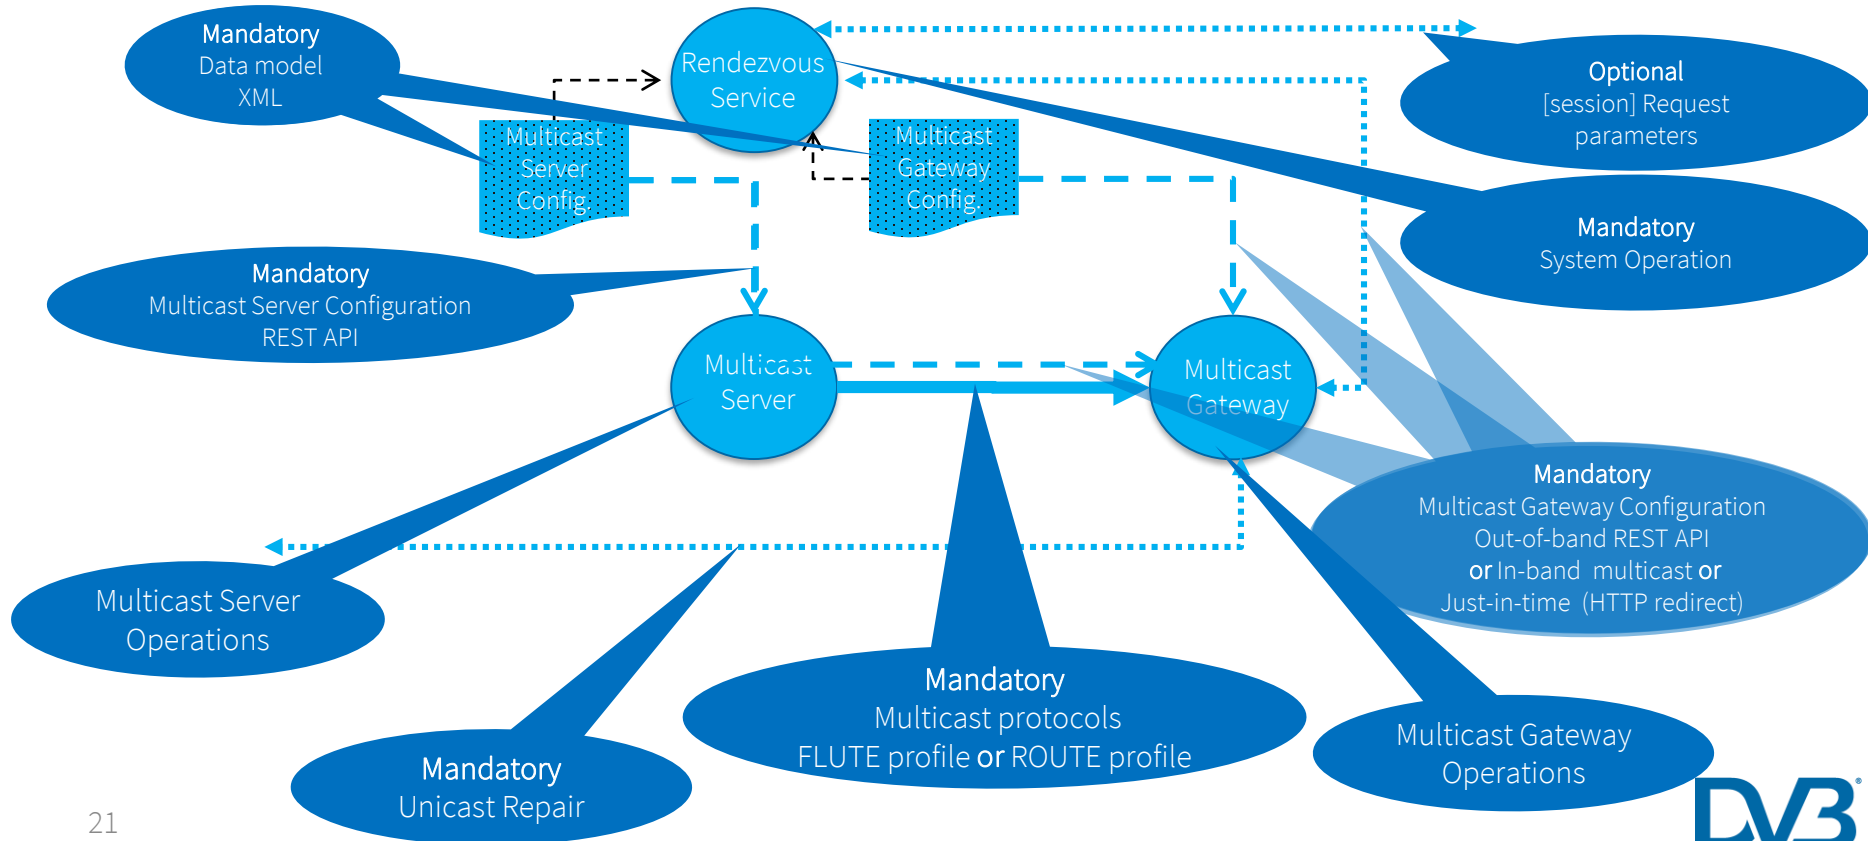 Mandatory
Data model
XML
Rendezvous
Service
Optional
[session] Request
parameters
Multicast
Server
Config.
Multicast
Gateway
Config.
Mandatory
System Operation
Mandatory
Multicast Server Configuration
REST API
Multicast
Server
Multicast
Gateway
Mandatory
Multicast Gateway Configuration
Out-of-band REST API
or In-band  multicast or
Just-in-time  (HTTP redirect)
Multicast Server
Operations
Mandatory
Multicast protocols
FLUTE profile or ROUTE profile
Multicast Gateway
Operations
Mandatory
Unicast Repair
21
DVB®